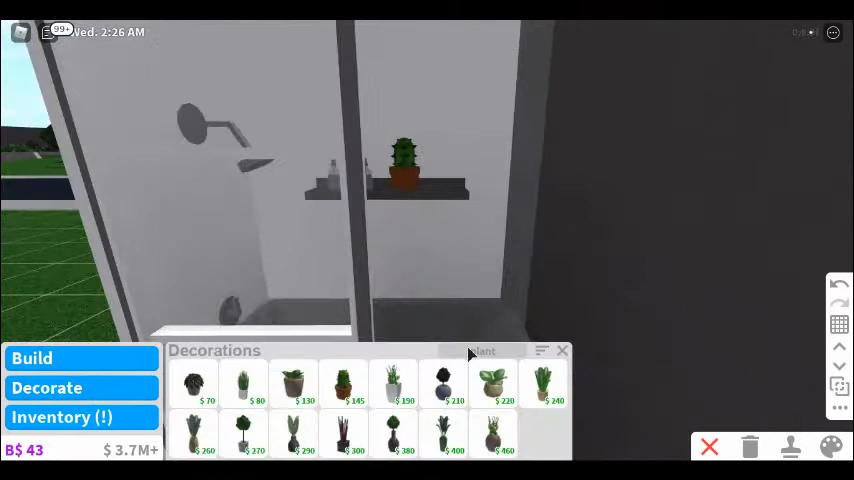 99+
Wed. 2:26 AM
Decorations
plant
Build
Decorate
Inventory (!)
B$ 43
$ 3.7M+
$ 70
$ 80
$ 130
$ 145
$ 190
$ 210
$ 220
$ 240
$ 260
$ 270
$ 290
$ 300
$ 380
$ 400
$ 460